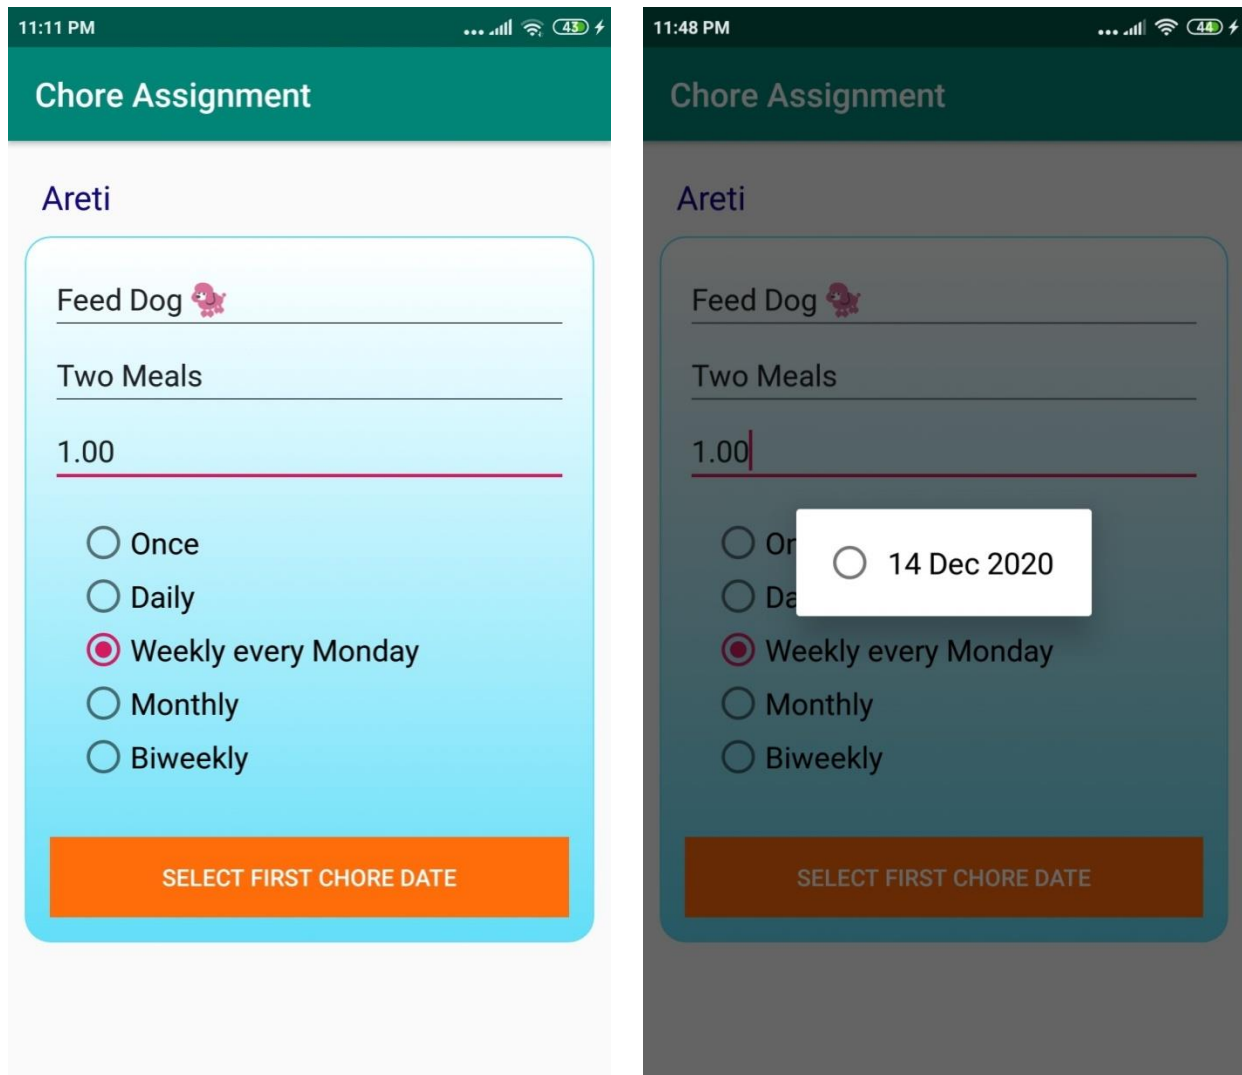 11:11 PM
43
Chore Assignment
Areti
Feed Dog 🐩
Two Meals
1.00
Once
Daily
Weekly every Monday
Monthly
Biweekly
SELECT FIRST CHORE DATE
11:48 PM
44
Chore Assignment
Areti
Feed Dog 🐩
Two Meals
1.00
Or
14 Dec 2020
Da
Weekly every Monday
Monthly
Biweekly
SELECT FIRST CHORE DATE